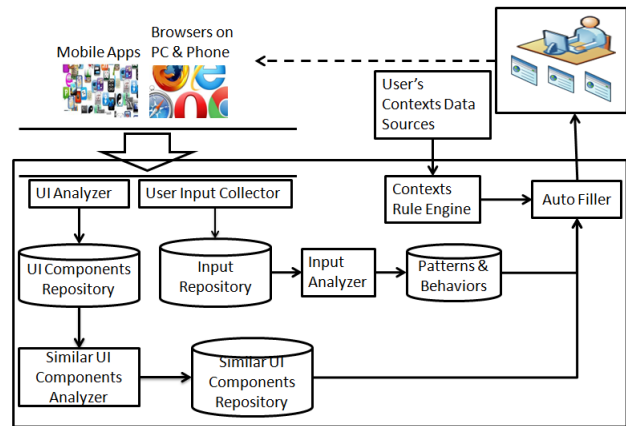 Mobile Apps
Browsers on
PC & Phone
User's
Contexts Data
Sources
UI Analyzer
User Input Collector
Contexts
Rule Engine
Auto Filler
UI Components
Repository
Input
Repository
Input
Analyzer
Patterns &
Behaviors
Similar UI
Components
Analyzer
Similar UI
Components
Repository